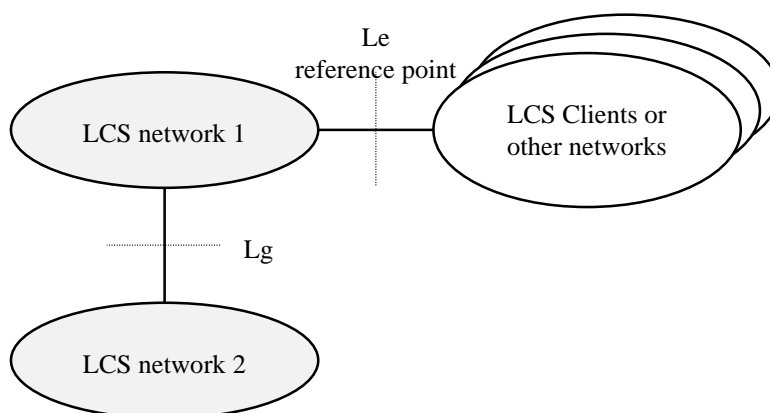 Le
reference point
LCS network 1
LCS Clients or
other networks
Lg
LCS network 2